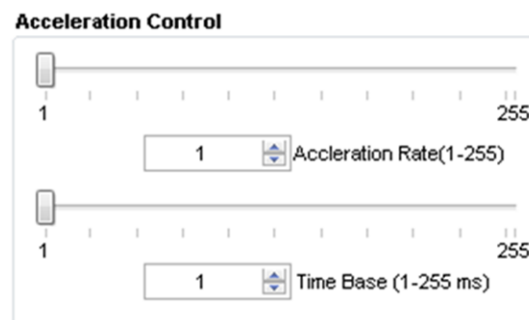 Acceleration Control
1 255
1 Accleration Rate(1-255)
1 255
1 Time Base (1-255 ms)